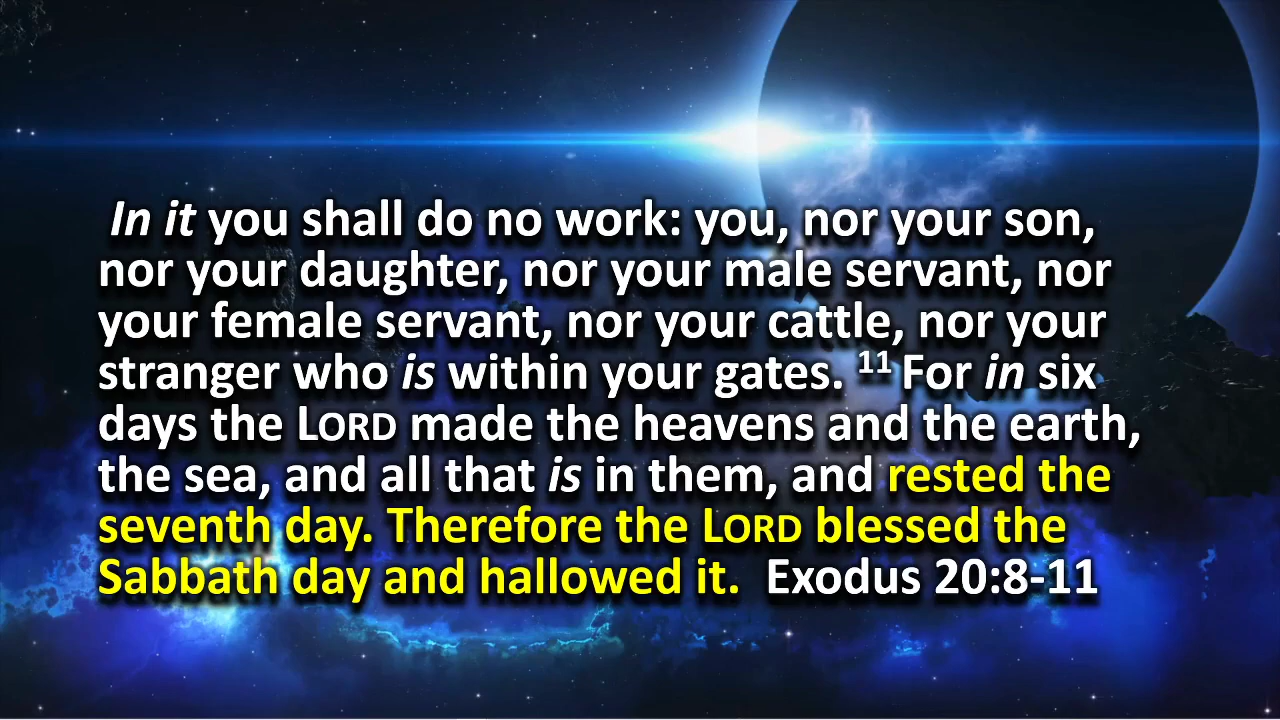 In it you shall do no work: you, nor your son,
nor your daughter, nor your male servant, nor
your female servant, nor your cattle, nor your
stranger who is within your gates. 11 For in six
days the LORD made the heavens and the earth,
the sea, and all that is in them, and rested the
seventh day. Therefore the LORD blessed the
Sabbath day and hallowed it. Exodus 20:8-11